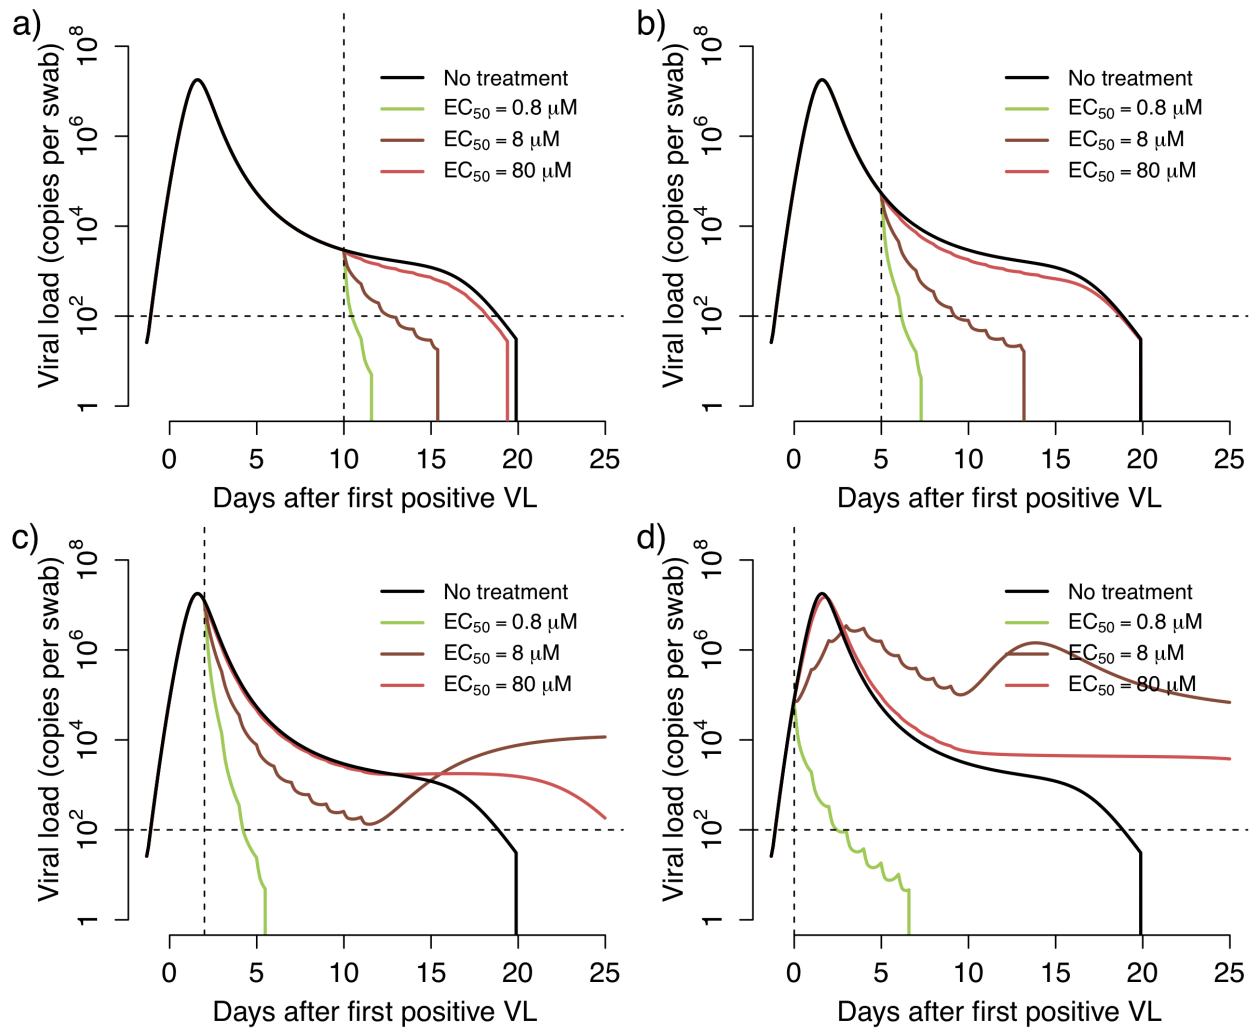 a)
Viral load (copies per swab)
10^8
10^6
10^4
10^2
1
No treatment
EC₅₀ = 0.8 μM
EC₅₀ = 8 μM
EC₅₀ = 80 μM
0 5 10 15 20 25
Days after first positive VL
b)
Viral load (copies per swab)
10^8
10^6
10^4
10^2
1
No treatment
EC₅₀ = 0.8 μM
EC₅₀ = 8 μM
EC₅₀ = 80 μM
0 5 10 15 20 25
Days after first positive VL
c)
Viral load (copies per swab)
10^8
10^6
10^4
10^2
1
No treatment
EC₅₀ = 0.8 μM
EC₅₀ = 8 μM
EC₅₀ = 80 μM
0 5 10 15 20 25
Days after first positive VL
d)
Viral load (copies per swab)
10^8
10^6
10^4
10^2
1
No treatment
EC₅₀ = 0.8 μM
EC₅₀ = 8 μM
EC₅₀ = 80 μM
0 5 10 15 20 25
Days after first positive VL